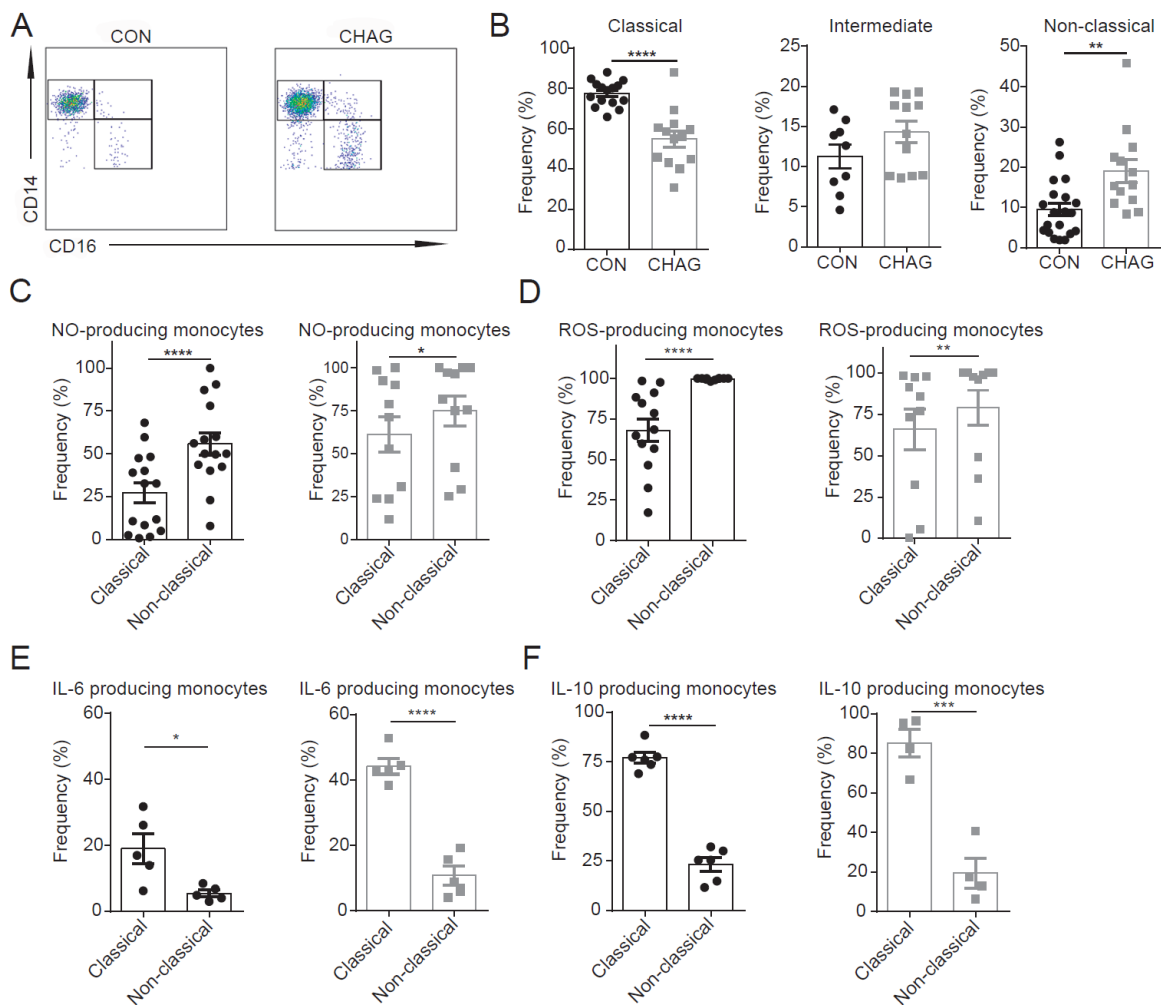 A
CON
CHAG
CD14
CD16
B
Classical
Intermediate
Non-classical
****
**
Frequency (%)
100
80
60
40
20
0
CON
CHAG
Frequency (%)
25
20
15
10
5
0
CON
CHAG
Frequency (%)
50
40
30
20
10
0
CON
CHAG
C
NO-producing monocytes
****
Frequency (%)
100
75
50
25
0
Classical
Non-classical
NO-producing monocytes
*
Frequency (%)
100
75
50
25
0
Classical
Non-classical
D
ROS-producing monocytes
****
Frequency (%)
100
75
50
25
0
Classical
Non-classical
ROS-producing monocytes
**
Frequency (%)
100
75
50
25
0
Classical
Non-classical
E
IL-6 producing monocytes
*
Frequency (%)
60
40
20
0
Classical
Non-classical
IL-6 producing monocytes
****
Frequency (%)
60
40
20
0
Classical
Non-classical
F
IL-10 producing monocytes
****
Frequency (%)
100
75
50
25
0
Classical
Non-classical
IL-10 producing monocytes
***
Frequency (%)
100
80
60
40
20
0
Classical
Non-classical